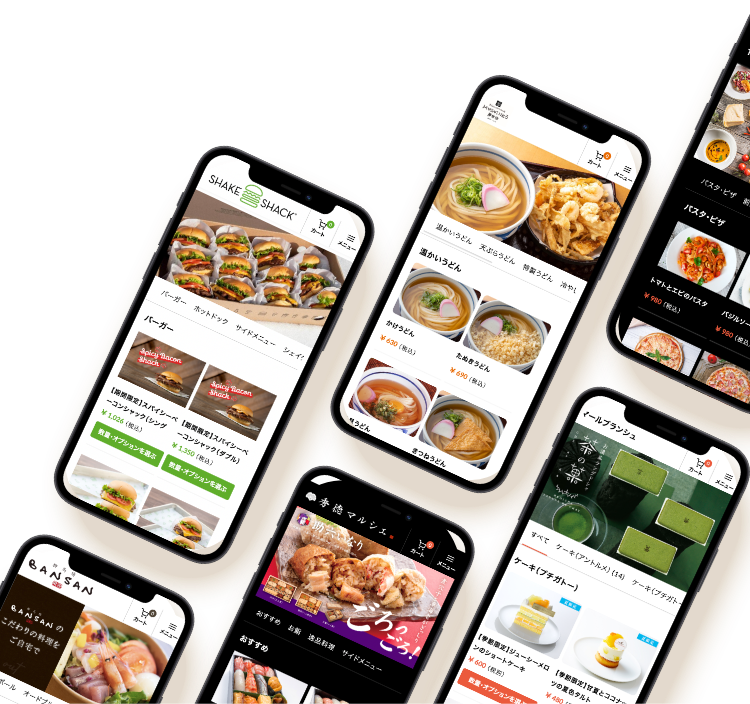 SHAKE SHACK
0
カート
メニュー
バーガー
ホットドック
サイドメニュー
シェイ
バーガー
Spicy Bacon
Shack
Spicy Bacon
Shack
【期間限定】スパイシーベ
ーコンシャック(シング
￥1,026 (税込)
数量・オプションを選ぶ
【期間限定】スパイシーベ
ーコンシャック(ダブル)
￥1,350 (税込)
数量・オプションを選ぶ
0
カート
メニュー
温かいうどん
天ぷらうどん
特製うどん
冷や
温かいうどん
かけうどん
￥630 (税込)
たぬきうどん
￥690 (税込)
うどん
きつねうどん
パスタ・ピザ
パスタ・ピザ
トマトとエビのパスタ
￥980 (税込)
バジルソー
￥980 (税込)
BANSAN
0
カート
メニュー
BANSANの
こだわりの料理を
ご自宅で
ボール
オードブ
寿徳マルシェ
0
カート
メニュー
ごろっ
ごろ!
おすすめ
お鮨
逸品料理
サイドメニュー
おすすめ
マールブランシュ
0
カート
メニュー
茶の菓
すべて
ケーキ(アントルメ) (14)
ケーキ(プチガトー
ケーキ(プチガトー)
【季節限定】ジューシーメロ
ンのショートケーキ
￥600 (税抜)
数量・オプションを選
【季節限定】甘夏とココナ
ツの夏色タルト
￥480